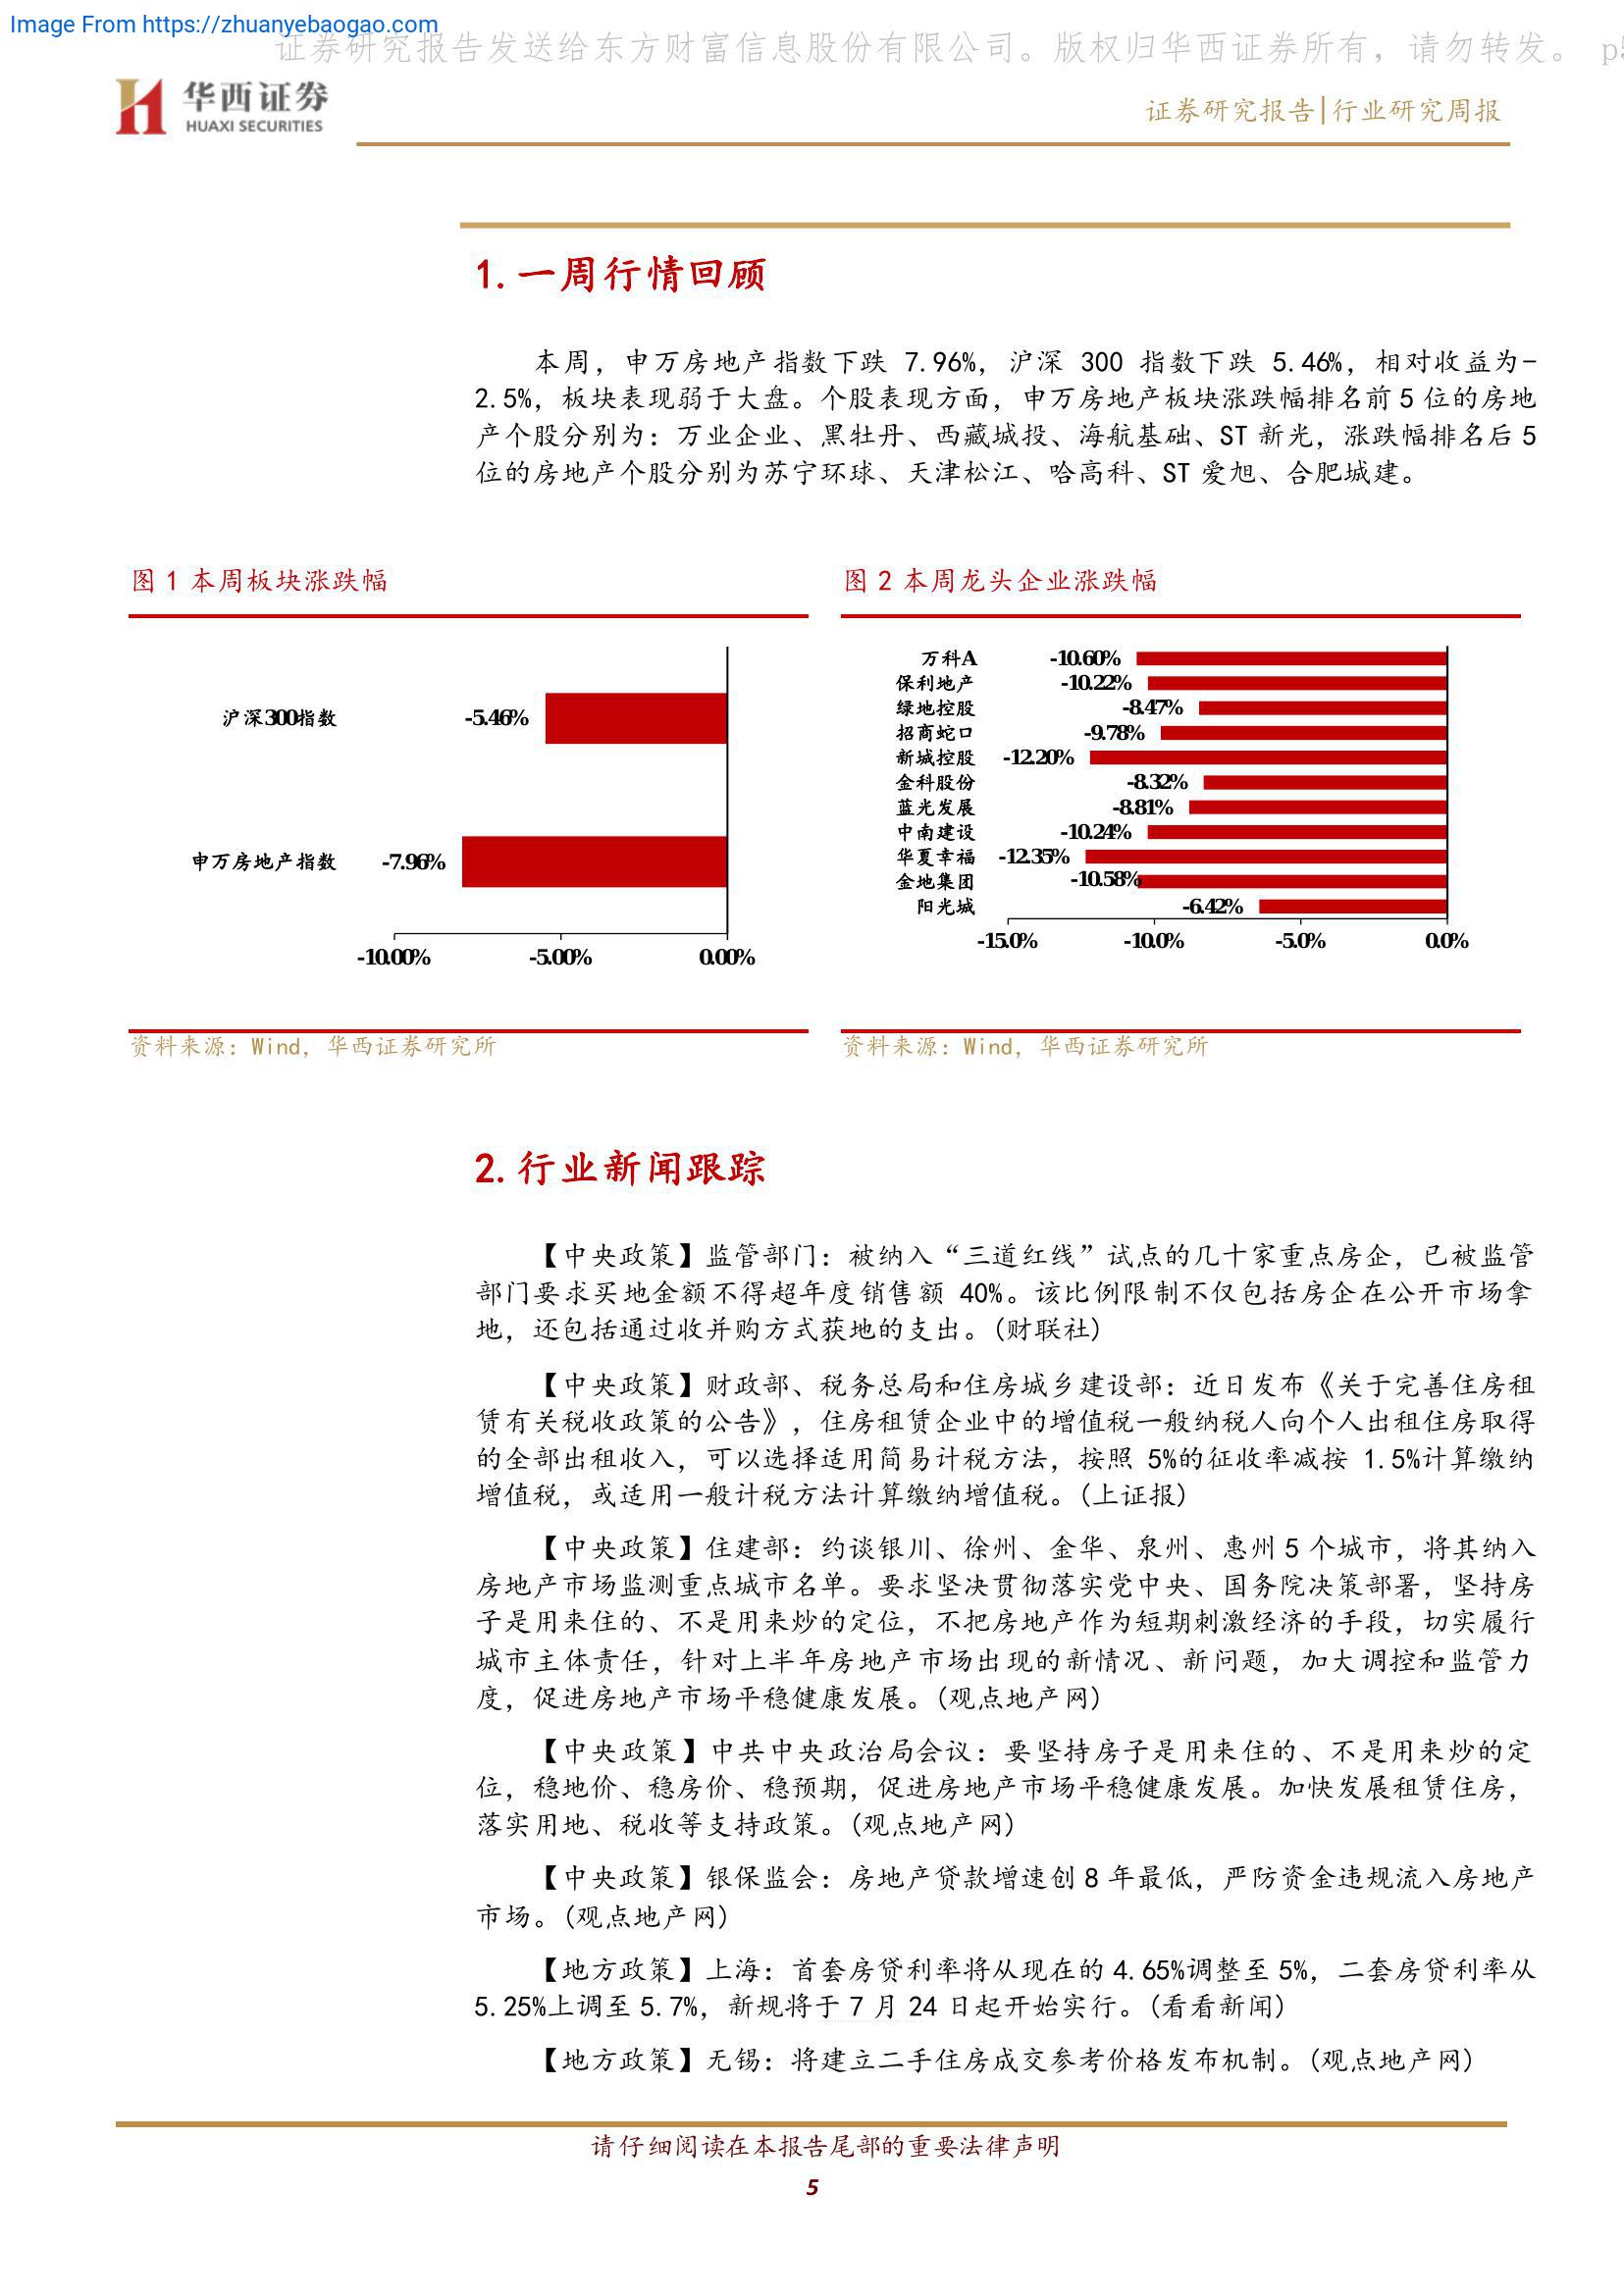 Image From https://zhuanyebaogao.com
证券研究报告发送给东方财富信息股份有限公司。版权归华西证券所有，请勿转发。 p5
华西证券
HUAXI SECURITIES
证券研究报告|行业研究周报
1.一周行情回顾
本周，申万房地产指数下跌 7.96%，沪深 300 指数下跌 5.46%，相对收益为-
2.5%，板块表现弱于大盘。个股表现方面，申万房地产板块涨跌幅排名前 5 位的房地
产个股分别为：万业企业、黑牡丹、西藏城投、海航基础、ST 新光，涨跌幅排名后 5
位的房地产个股分别为苏宁环球、天津松江、哈高科、ST 爱旭、合肥城建。
图 1 本周板块涨跌幅
沪深300指数
-5.46%
申万房地产指数
-7.96%
-10.00% -5.00% 0.00%
资料来源：Wind，华西证券研究所
图 2 本周龙头企业涨跌幅
万科A -10.60%
保利地产 -10.22%
绿地控股 -8.47%
招商蛇口 -9.78%
新城控股 -12.20%
金科股份 -8.32%
蓝光发展 -8.81%
中南建设 -10.24%
华夏幸福 -12.35%
金地集团 -10.58%
阳光城 -6.42%
-15.0% -10.0% -5.0% 0.0%
资料来源：Wind，华西证券研究所
2.行业新闻跟踪
【中央政策】监管部门：被纳入“三道红线”试点的几十家重点房企，已被监管
部门要求买地金额不得超年度销售额 40%。该比例限制不仅包括房企在公开市场拿
地，还包括通过收并购方式获地的支出。(财联社)
【中央政策】财政部、税务总局和住房城乡建设部：近日发布《关于完善住房租
赁有关税收政策的公告》，住房租赁企业中的增值税一般纳税人向个人出租住房取得
的全部出租收入，可以选择适用简易计税方法，按照 5%的征收率减按 1.5%计算缴纳
增值税，或适用一般计税方法计算缴纳增值税。(上证报)
【中央政策】住建部：约谈银川、徐州、金华、泉州、惠州 5 个城市，将其纳入
房地产市场监测重点城市名单。要求坚决贯彻落实党中央、国务院决策部署，坚持房
子是用来住的、不是用来炒的定位，不把房地产作为短期刺激经济的手段，切实履行
城市主体责任，针对上半年房地产市场出现的新情况、新问题，加大调控和监管力
度，促进房地产市场平稳健康发展。(观点地产网)
【中央政策】中共中央政治局会议：要坚持房子是用来住的、不是用来炒的定
位，稳地价、稳房价、稳预期，促进房地产市场平稳健康发展。加快发展租赁住房，
落实用地、税收等支持政策。(观点地产网)
【中央政策】银保监会：房地产贷款增速创 8 年最低，严防资金违规流入房地产
市场。(观点地产网)
【地方政策】上海：首套房贷利率将从现在的 4.65%调整至 5%，二套房贷利率从
5.25%上调至 5.7%，新规将于 7 月 24 日起开始实行。(看看新闻)
【地方政策】无锡：将建立二手住房成交参考价格发布机制。(观点地产网)
请仔细阅读在本报告尾部的重要法律声明
5